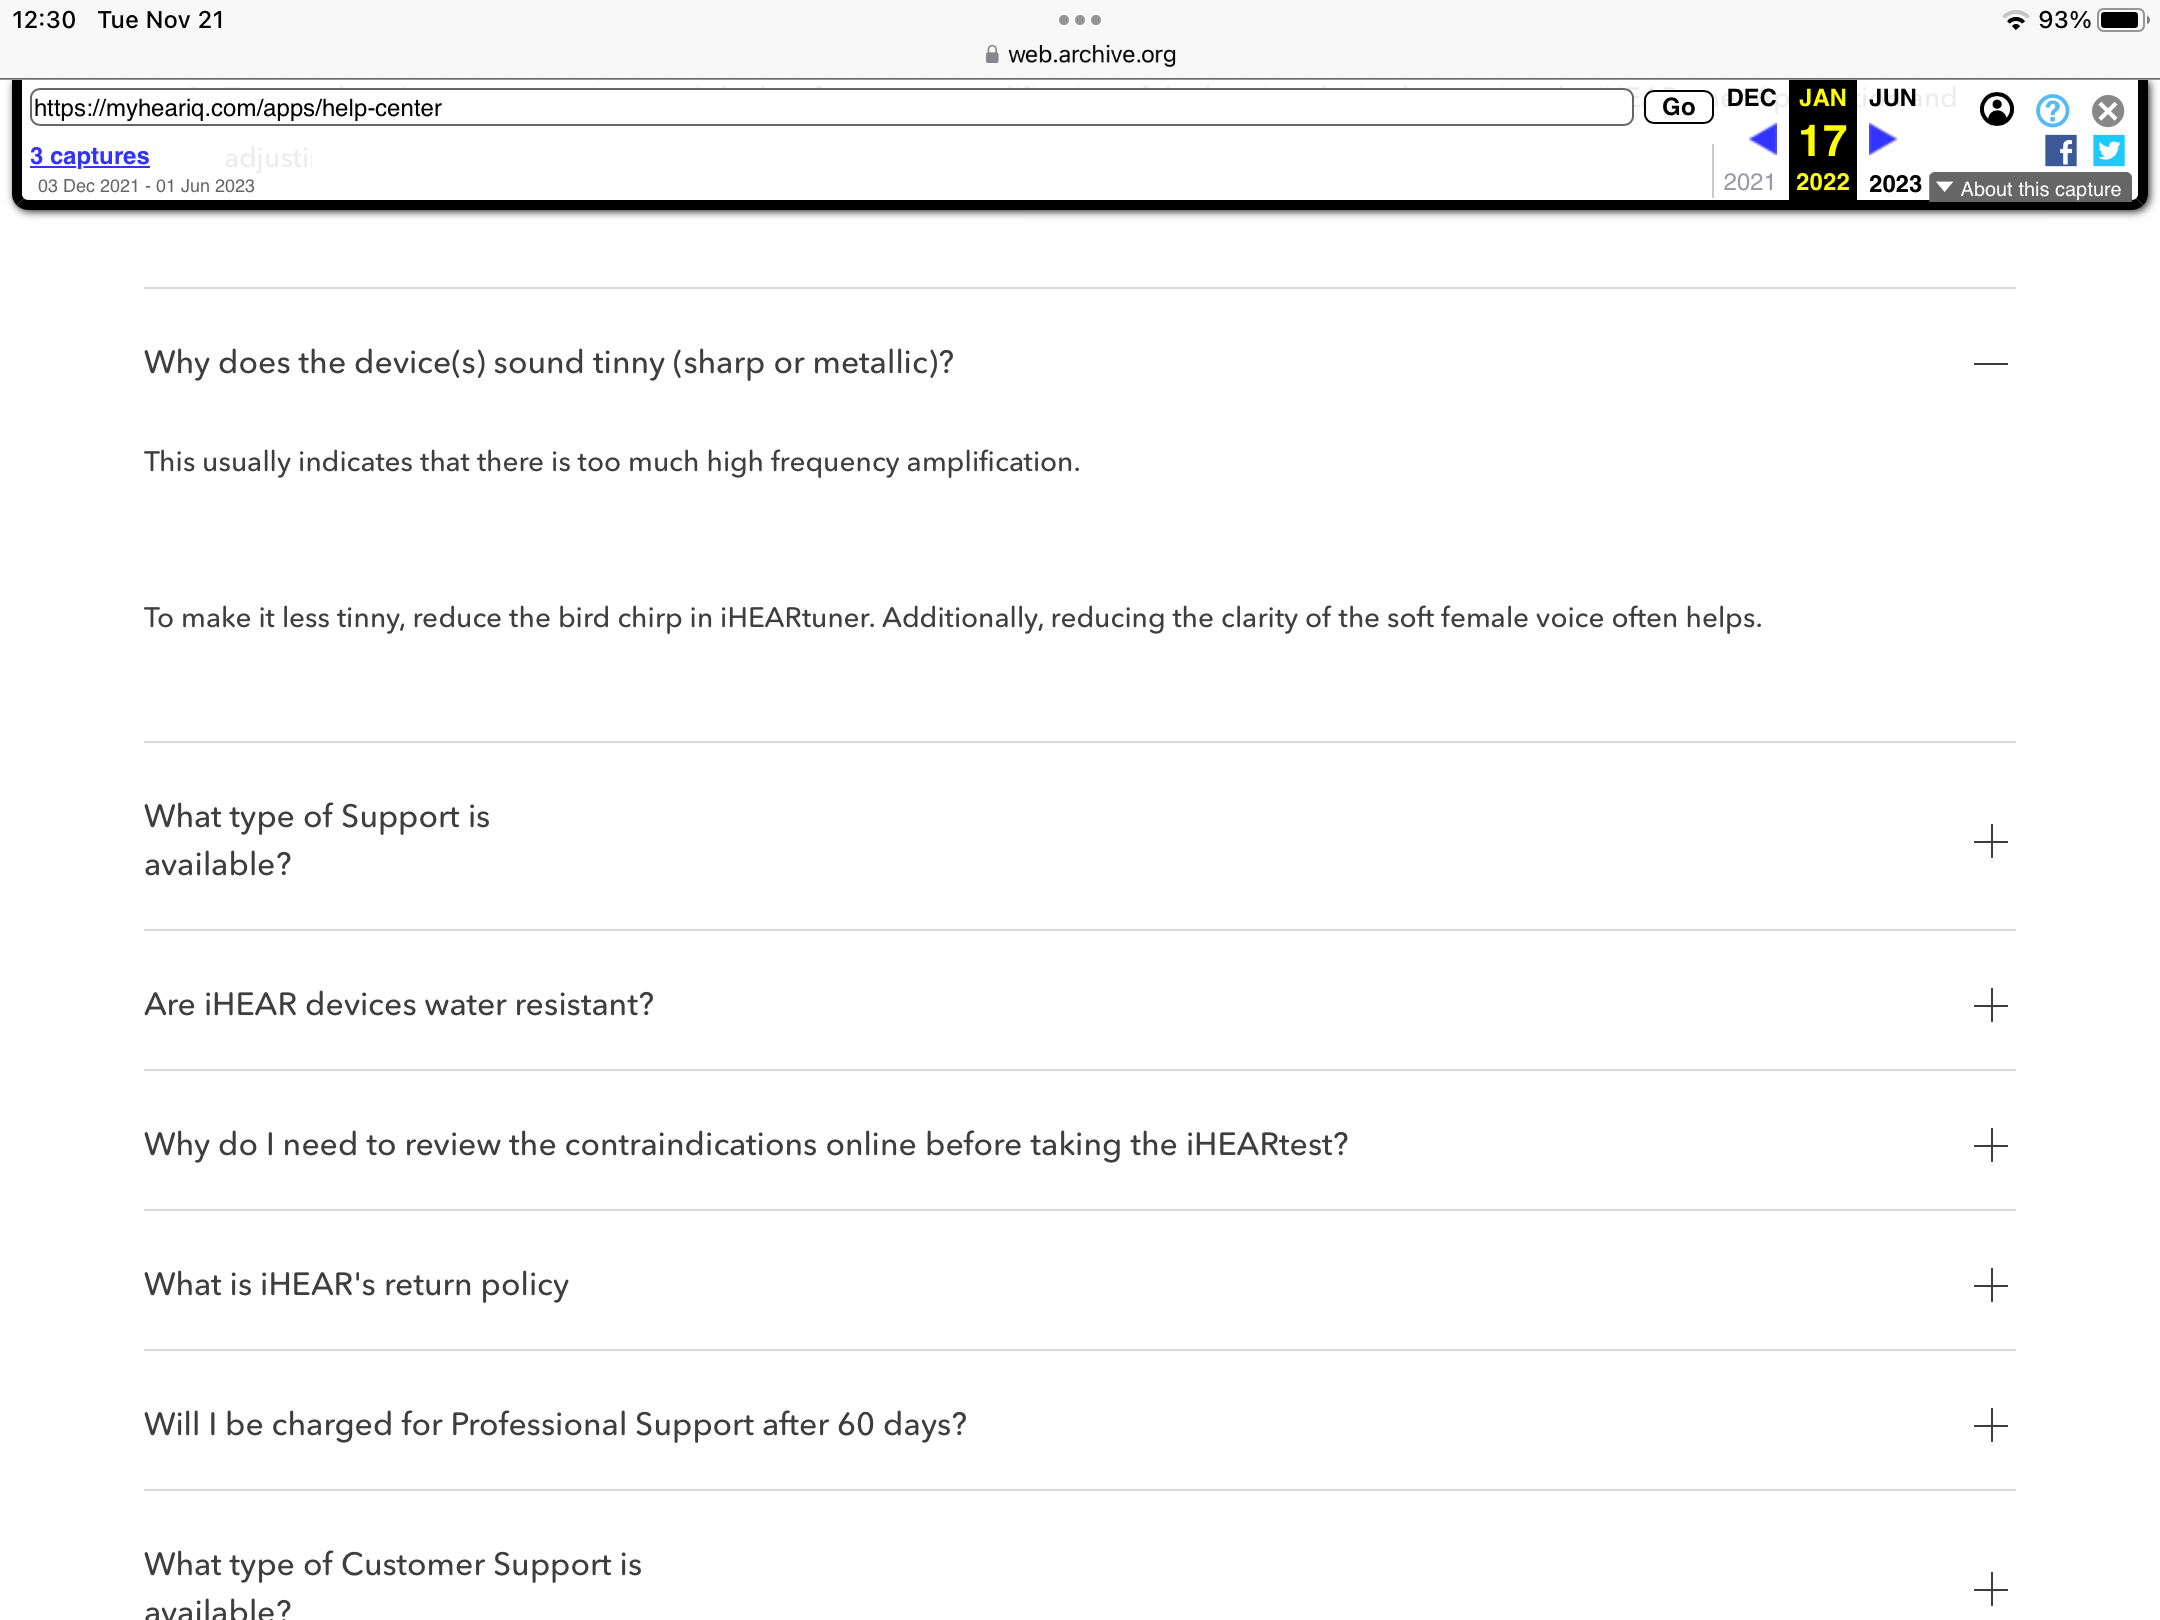 12:30 Tue Nov 21
93%
web.archive.org
https://myheariq.com/apps/help-center
Go
DEC JAN JUN
17
2021 2022 2023
3 captures
adjusti
03 Dec 2021 - 01 Jun 2023
About this capture
Why does the device(s) sound tinny (sharp or metallic)?
This usually indicates that there is too much high frequency amplification.
To make it less tinny, reduce the bird chirp in iHEARtuner. Additionally, reducing the clarity of the soft female voice often helps.
What type of Support is
available?
Are iHEAR devices water resistant?
Why do I need to review the contraindications online before taking the iHEARtest?
What is iHEAR's return policy
Will I be charged for Professional Support after 60 days?
What type of Customer Support is
available?